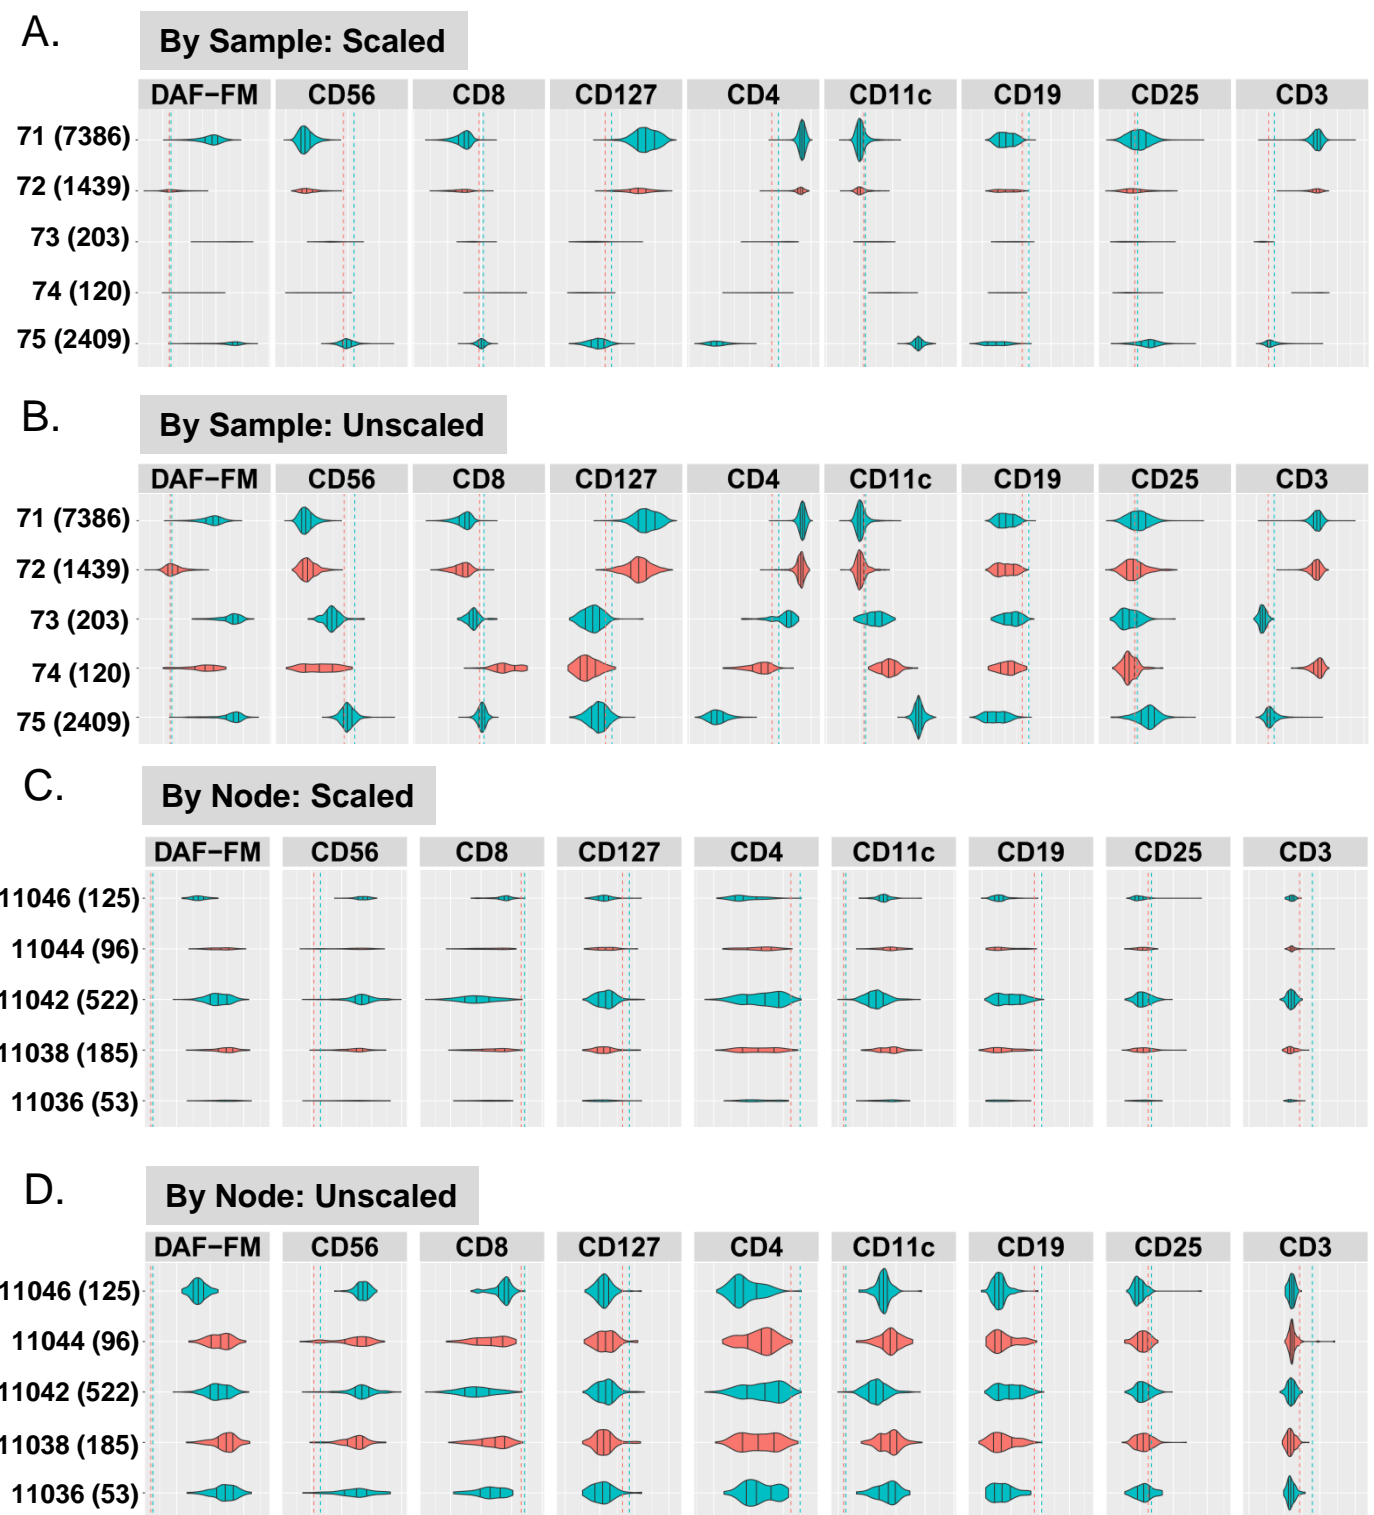 A.
By Sample: Scaled
DAF−FM CD56 CD8 CD127 CD4 CD11c CD19 CD25 CD3
71 (7386)
72 (1439)
73 (203)
74 (120)
75 (2409)
B.
By Sample: Unscaled
DAF−FM CD56 CD8 CD127 CD4 CD11c CD19 CD25 CD3
71 (7386)
72 (1439)
73 (203)
74 (120)
75 (2409)
C.
By Node: Scaled
DAF−FM CD56 CD8 CD127 CD4 CD11c CD19 CD25 CD3
11046 (125)
11044 (96)
11042 (522)
11038 (185)
11036 (53)
D.
By Node: Unscaled
DAF−FM CD56 CD8 CD127 CD4 CD11c CD19 CD25 CD3
11046 (125)
11044 (96)
11042 (522)
11038 (185)
11036 (53)